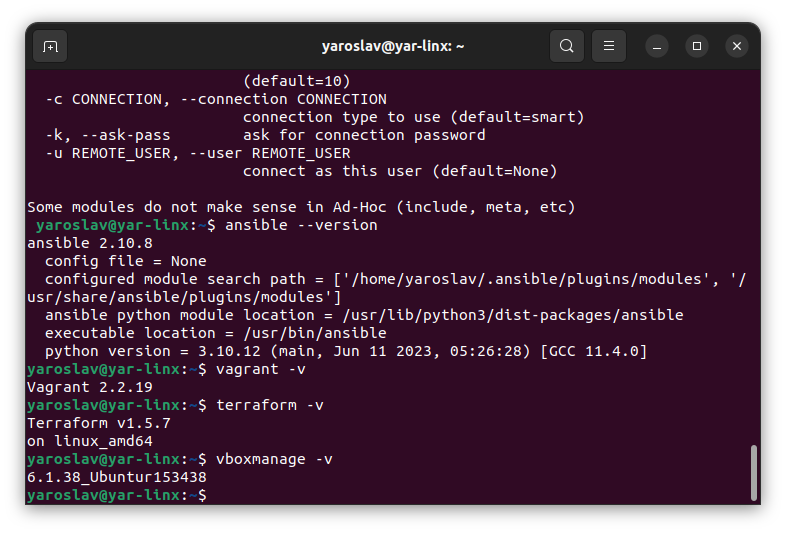 yaroslav@yar-linx: ~
(default=10)
-c CONNECTION, --connection CONNECTION
connection type to use (default=smart)
-k, --ask-pass        ask for connection password
-u REMOTE_USER, --user REMOTE_USER
connect as this user (default=None)
Some modules do not make sense in Ad-Hoc (include, meta, etc)
yaroslav@yar-linx:~$ ansible --version
ansible 2.10.8
config file = None
configured module search path = ['/home/yaroslav/.ansible/plugins/modules', '/
usr/share/ansible/plugins/modules']
ansible python module location = /usr/lib/python3/dist-packages/ansible
executable location = /usr/bin/ansible
python version = 3.10.12 (main, Jun 11 2023, 05:26:28) [GCC 11.4.0]
yaroslav@yar-linx:~$ vagrant -v
Vagrant 2.2.19
yaroslav@yar-linx:~$ terraform -v
Terraform v1.5.7
on linux_amd64
yaroslav@yar-linx:~$ vboxmanage -v
6.1.38_Ubuntur153438
yaroslav@yar-linx:~$